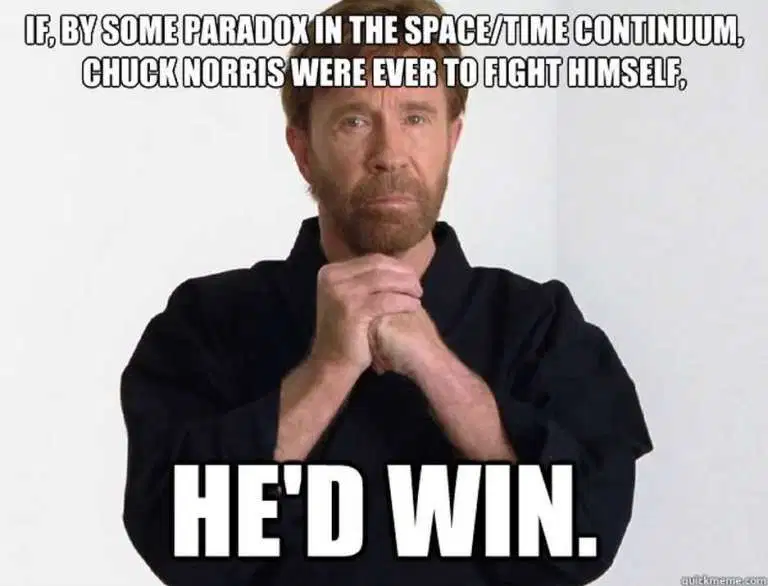 IF, BY SOME PARADOX IN THE SPACE/TIME CONTINUUM,
CHUCK NORRIS WERE EVER TO FIGHT HIMSELF,
HE'D WIN.
quickmeme.com